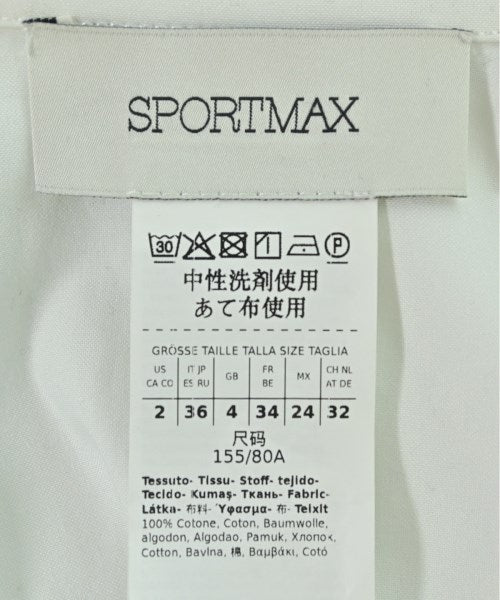 SPORTMAX
30 P
中性洗剤使用
あて布使用
GRÖSSE TAILLE TALLA SIZE TAGLIA
US IT JP GB FR MX CH NL
CA CO ES RU BE AT DE
2 36 4 34 24 32
尺码
155/80A
Tessuto- Tissu- Stoff- tejido-
Tecido- Kumaş- Ткань- Fabric-
Látka- 布料- Ύφασμα- 布- Teixit
100% Cotone, Coton, Baumwolle,
algodon, Algodao, Pamuk, Хлопок,
Cotton, Bavlna, 棉, Βαμβάκι, Cotó